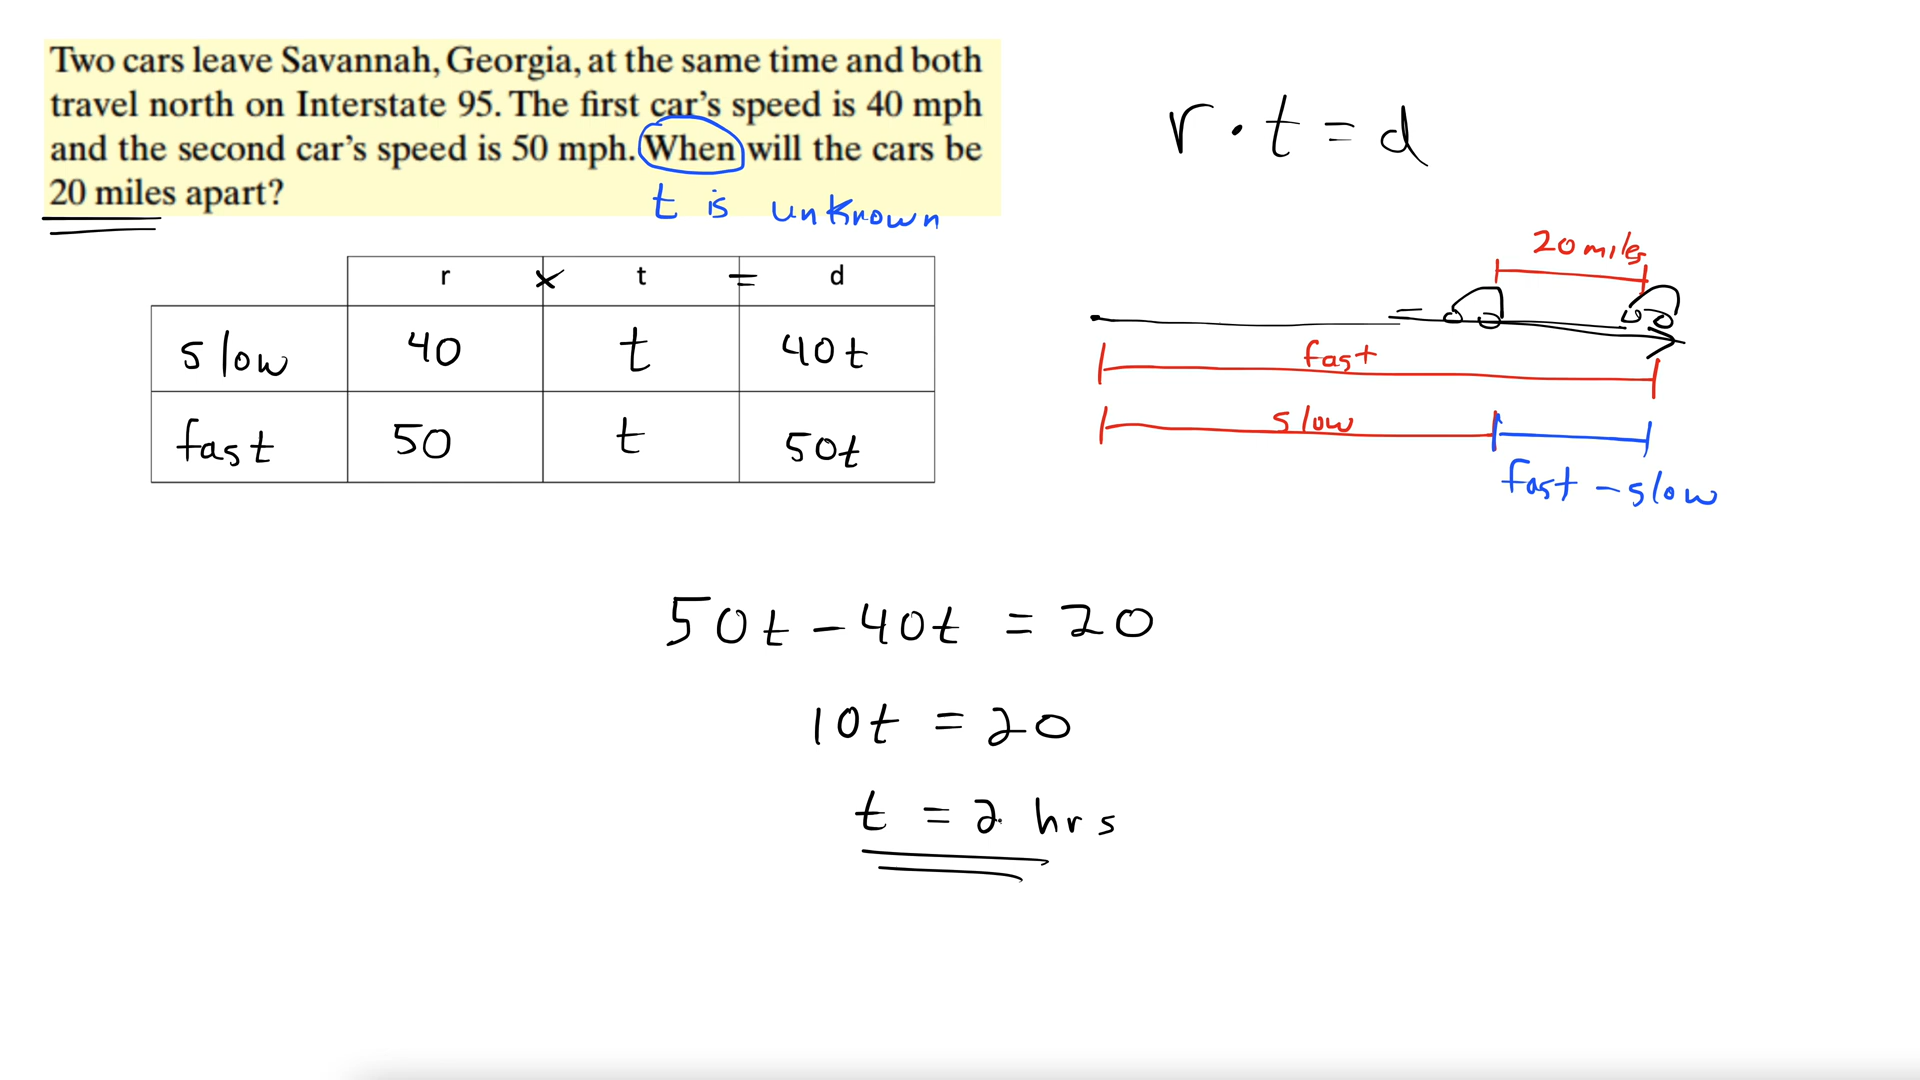 Two cars leave Savannah, Georgia, at the same time and both
travel north on Interstate 95. The first car's speed is 40 mph
and the second car's speed is 50 mph. When will the cars be
20 miles apart?
t is unknown
r · t = d
r × t = d
slow 40 t 40t
fast 50 t 50t
20 miles
fast
slow
fast - slow
50t - 40t = 20
10t = 20
t = 2 hrs